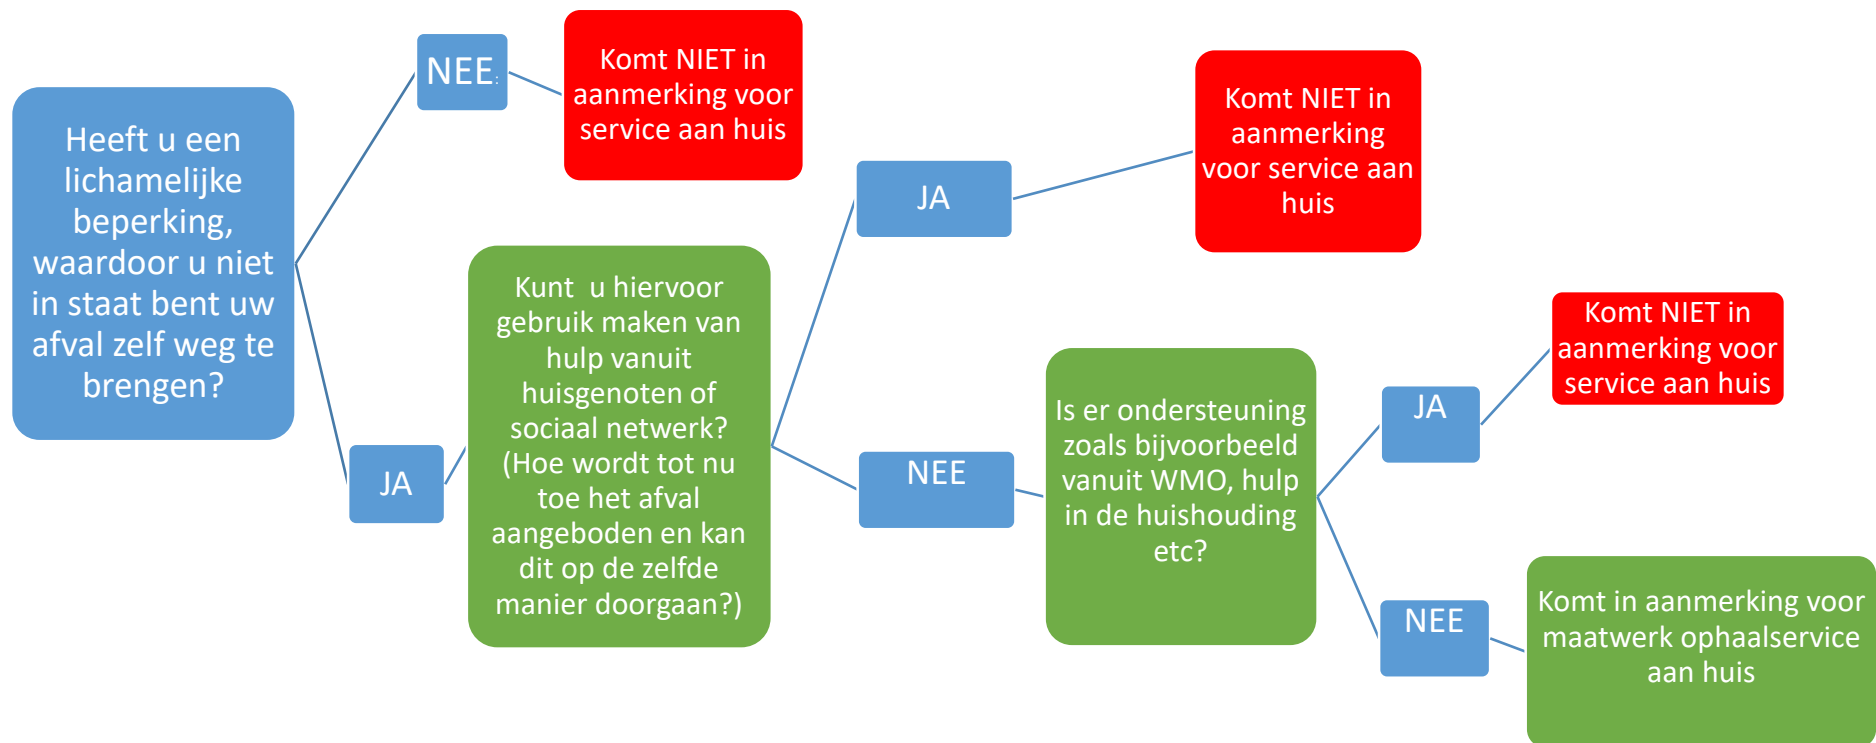 Heeft u een
lichamelijke
beperking,
waardoor u niet
in staat bent uw
afval zelf weg te
brengen?
NEE:
Komt NIET in
aanmerking voor
service aan huis
JA
Kunt u hiervoor
gebruik maken van
hulp vanuit
huisgenoten of
sociaal netwerk?
(Hoe wordt tot nu
toe het afval
aangeboden en kan
dit op de zelfde
manier doorgaan?)
JA
Komt NIET in
aanmerking
voor service aan
huis
NEE
Is er ondersteuning
zoals bijvoorbeeld
vanuit WMO, hulp
in de huishouding
etc?
JA
Komt NIET in
aanmerking voor
service aan huis
NEE
Komt in aanmerking voor
maatwerk ophaalservice
aan huis